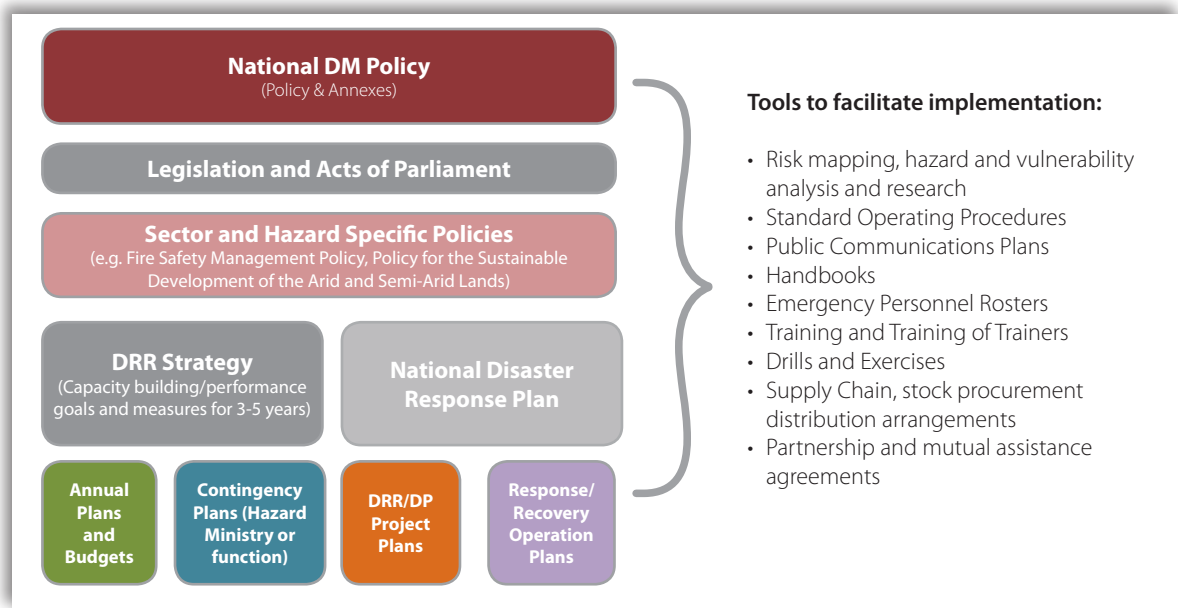 National DM Policy
(Policy & Annexes)
Legislation and Acts of Parliament
Sector and Hazard Specific Policies
(e.g. Fire Safety Management Policy, Policy for the Sustainable
Development of the Arid and Semi-Arid Lands)
DRR Strategy
(Capacity building/performance
goals and measures for 3-5 years)
National Disaster
Response Plan
Annual
Plans
and
Budgets
Contingency
Plans (Hazard
Ministry or
function)
DRR/DP
Project
Plans
Response/
Recovery
Operation
Plans
Tools to facilitate implementation:
• Risk mapping, hazard and vulnerability
analysis and research
• Standard Operating Procedures
• Public Communications Plans
• Handbooks
• Emergency Personnel Rosters
• Training and Training of Trainers
• Drills and Exercises
• Supply Chain, stock procurement
distribution arrangements
• Partnership and mutual assistance
agreements